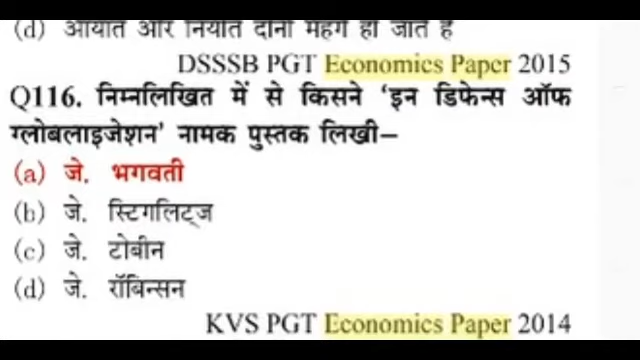 (d) आयात और निर्यात दोनों महंगे हो जाते हैं
DSSSB PGT Economics Paper 2015
Q116. निम्नलिखित में से किसने ‘इन डिफेन्स ऑफ
ग्लोबलाइजेशन’ नामक पुस्तक लिखी–
(a) जे. भगवती
(b) जे. स्टिगलिट्ज
(c) जे. टोबीन
(d) जे. रॉबिन्सन
KVS PGT Economics Paper 2014